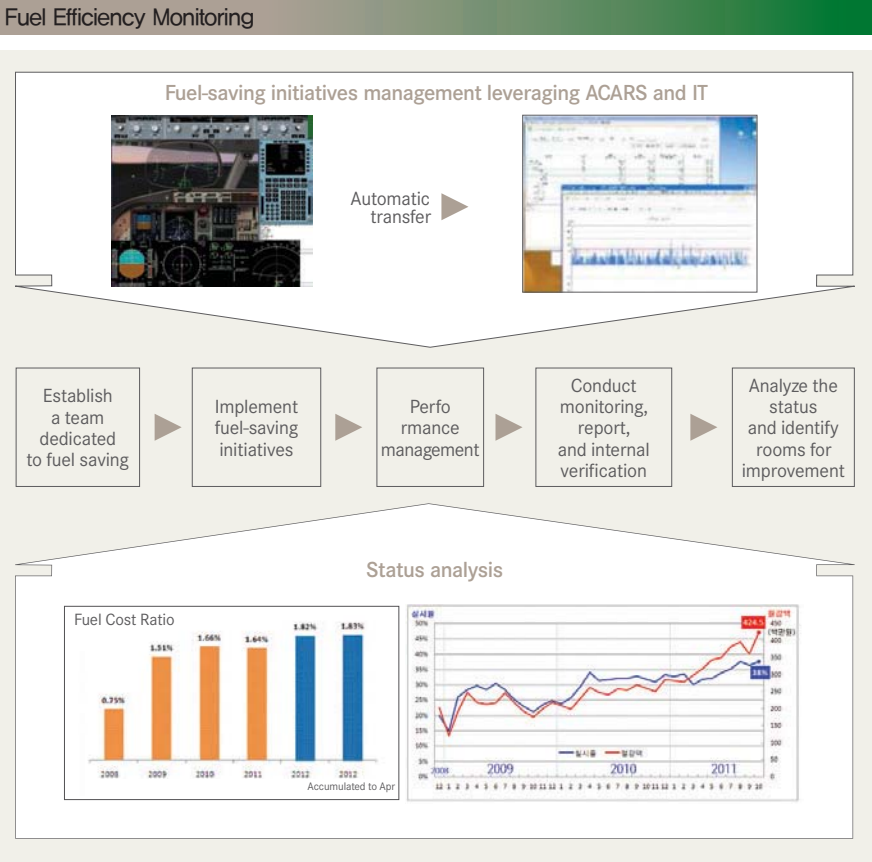 Fuel Efficiency Monitoring
Fuel-saving initiatives management leveraging ACARS and IT
Automatic
transfer
Establish
a team
dedicated
to fuel saving
Implement
fuel-saving
initiatives
Perfo
rmance
management
Conduct
monitoring,
report,
and internal
verification
Analyze the
status
and identify
rooms for
improvement
Status analysis
Fuel Cost Ratio
0.75%
1.51%
1.66%
1.64%
1.82%
1.83%
2008 2009 2010 2011 2012 2012
Accumulated to Apr
실시율
절감액
(백만원)
50%
45%
40%
35%
30%
25%
20%
15%
10%
5%
0%
424.5
38%
450
400
350
300
250
200
150
100
50
0
실시율 절감액
2008 2009 2010 2011
12 1 2 3 4 5 6 7 8 9 10 11 12 1 2 3 4 5 6 7 8 9 10 11 12 1 2 3 4 5 6 7 8 9 10